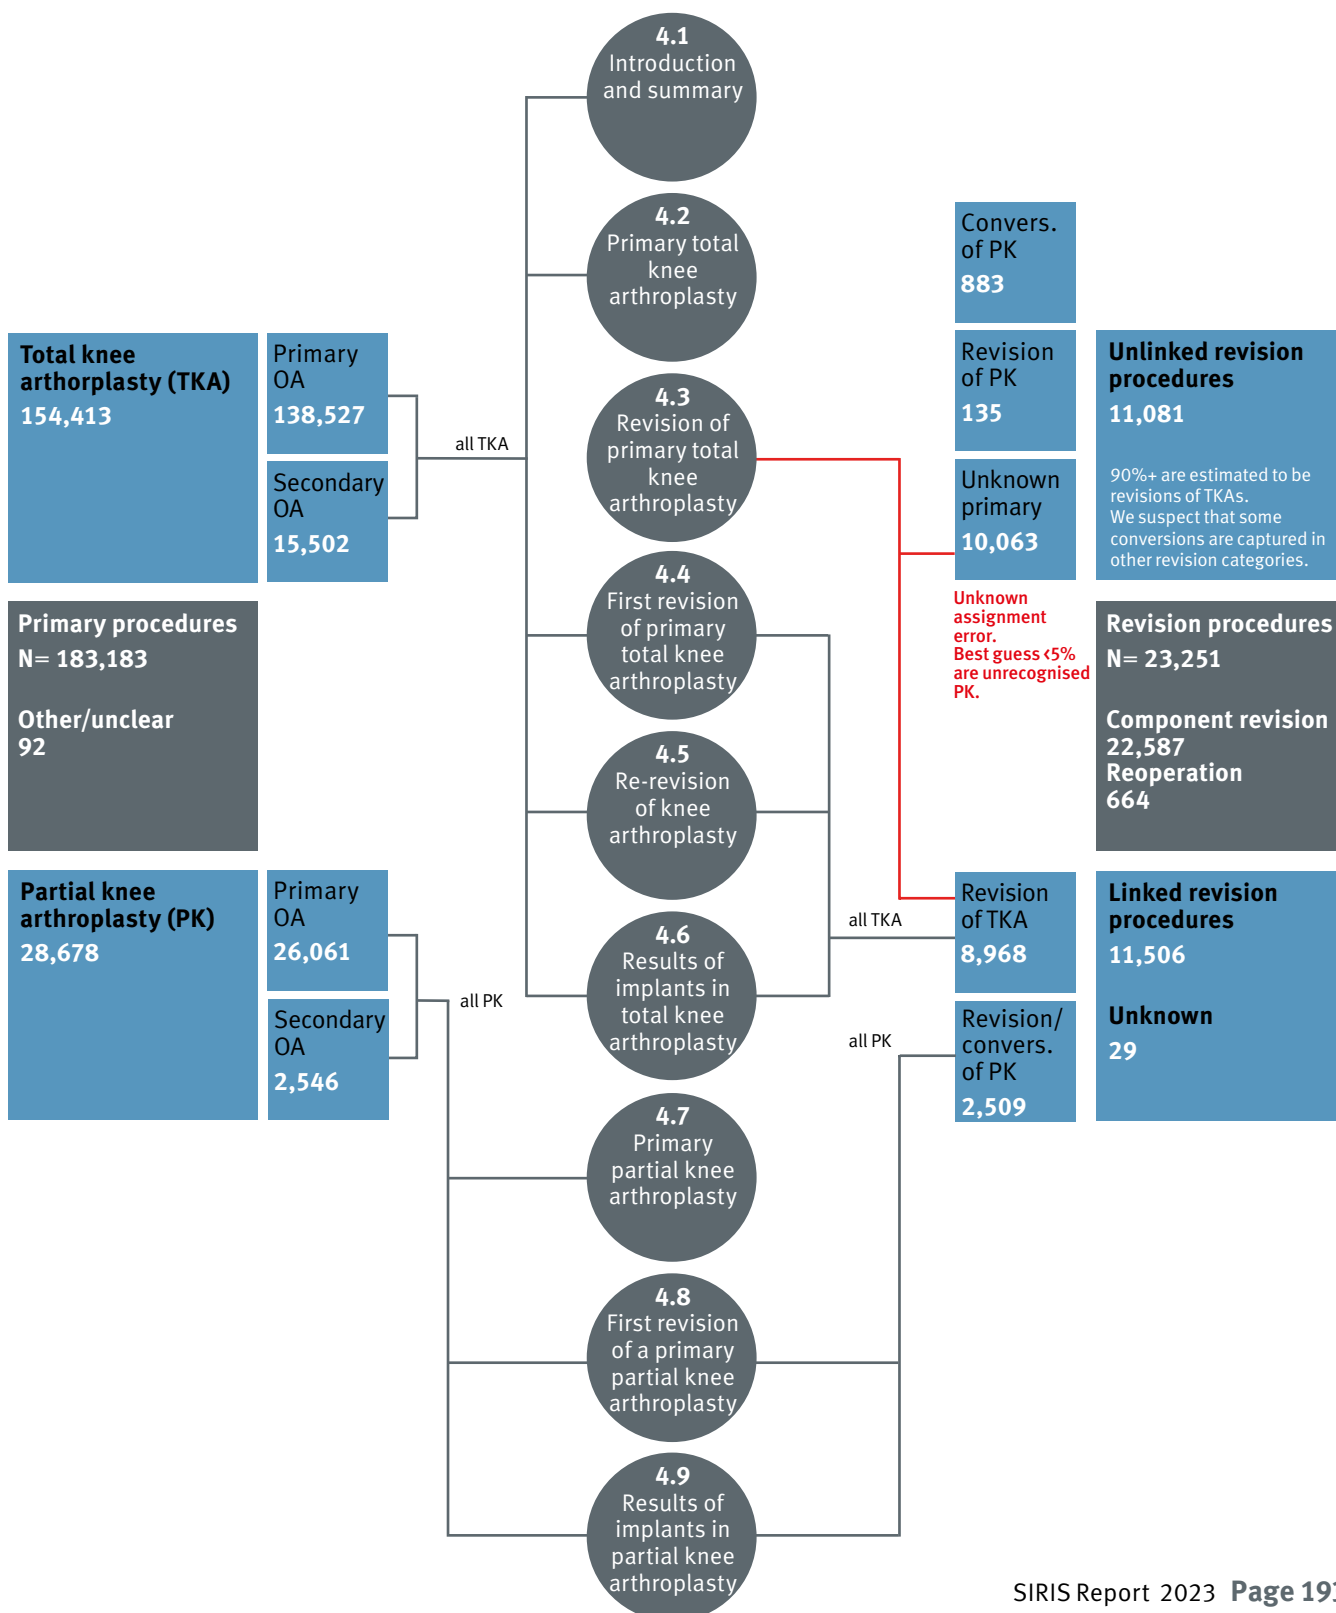 4.1
Introduction
and summary
4.2
Primary total
knee
arthroplasty
4.3
Revision of
primary total
knee
arthroplasty
4.4
First revision
of primary
total knee
arthroplasty
4.5
Re-revision
of knee
arthroplasty
4.6
Results of
implants in
total knee
arthroplasty
4.7
Primary
partial knee
arthroplasty
4.8
First revision
of a primary
partial knee
arthroplasty
4.9
Results of
implants in
partial knee
arthroplasty
Total knee
arthorplasty (TKA)
154,413
Primary
OA
138,527
Secondary
OA
15,502
all TKA
Primary procedures
N= 183,183
Other/unclear
92
Partial knee
arthroplasty (PK)
28,678
Primary
OA
26,061
Secondary
OA
2,546
all PK
Convers.
of PK
883
Revision
of PK
135
Unknown
primary
10,063
Unknown
assignment
error.
Best guess <5%
are unrecognised
PK.
Unlinked revision
procedures
11,081
90%+ are estimated to be
revisions of TKAs.
We suspect that some
conversions are captured in
other revision categories.
Revision procedures
N= 23,251
Component revision
22,587
Reoperation
664
all TKA
Revision
of TKA
8,968
all PK
Revision/
convers.
of PK
2,509
Linked revision
procedures
11,506
Unknown
29
SIRIS Report 2023 Page 193